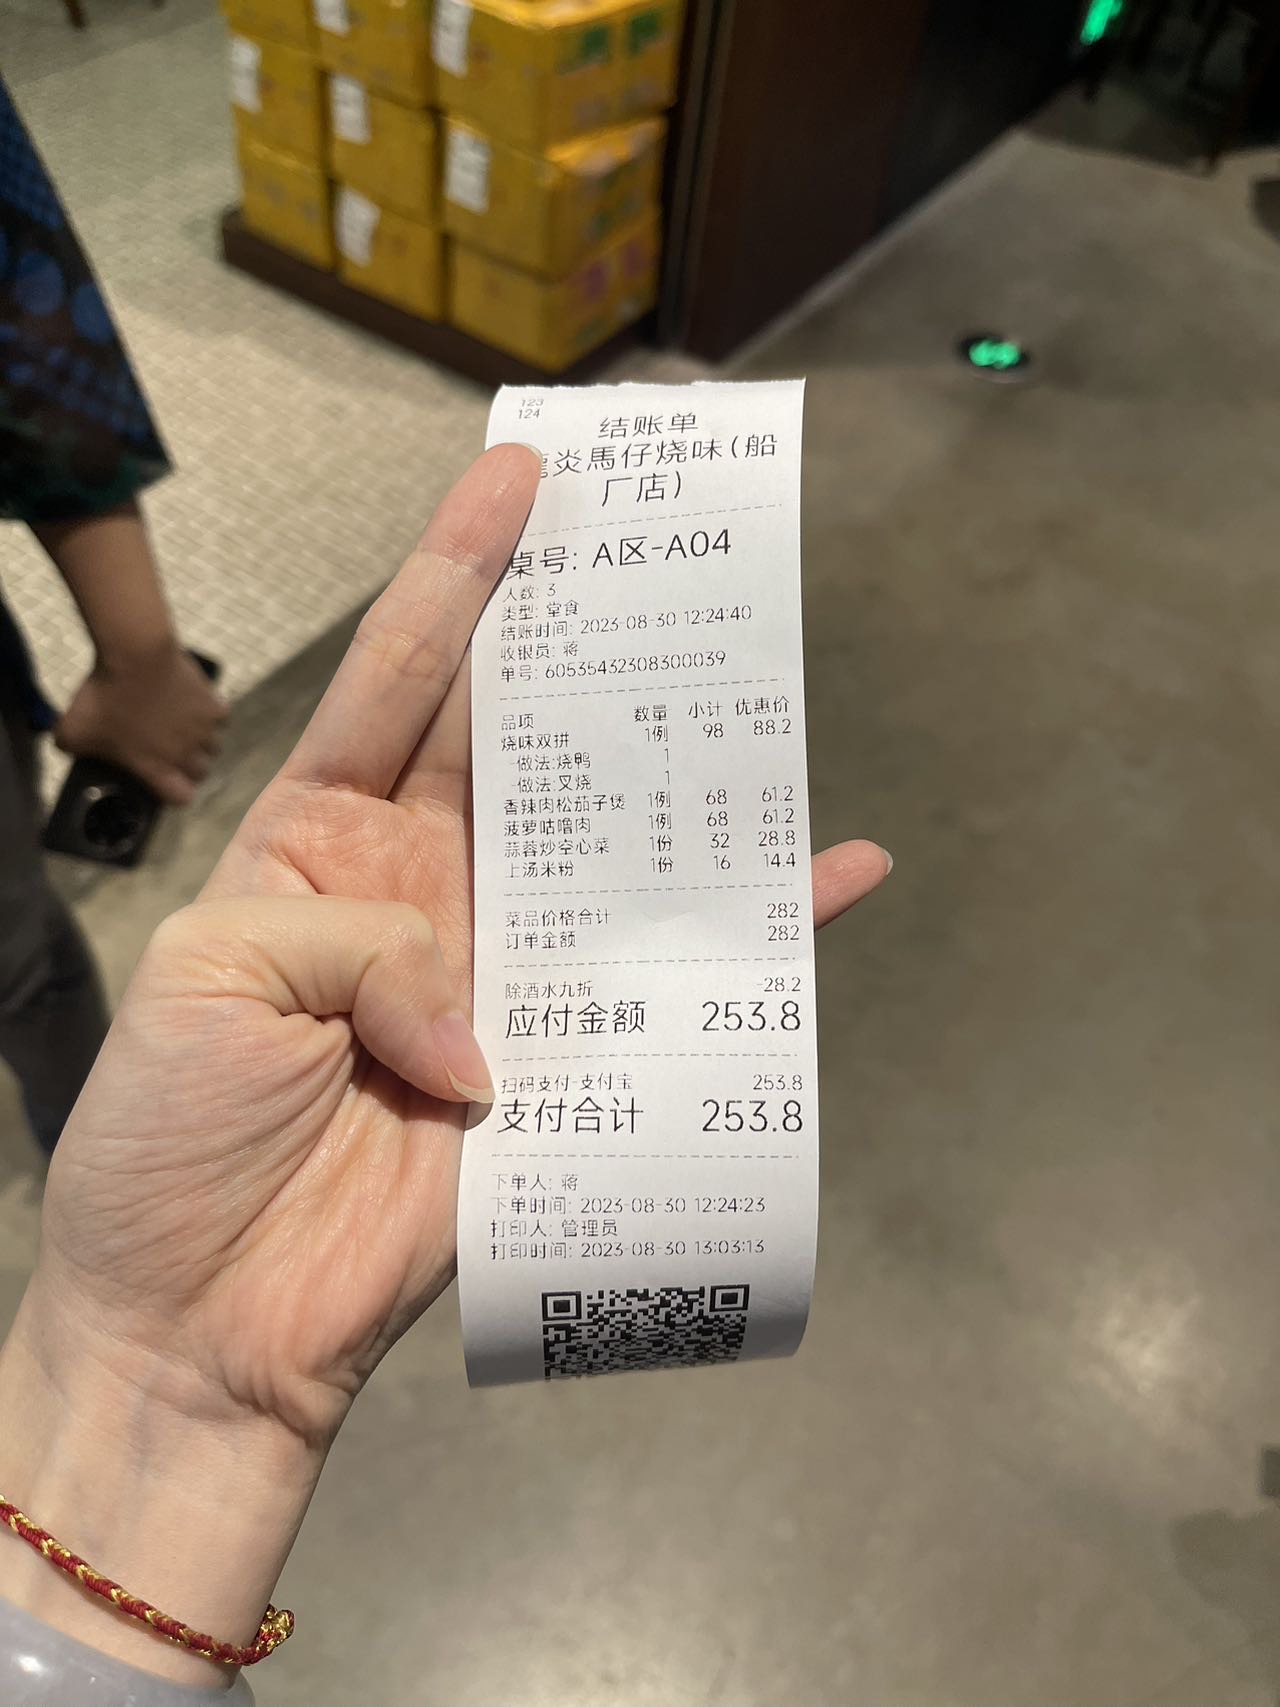 123
124
结账单
炎馬仔烧味(船
厂店)
桌号: A区-A04
人数: 3
类型: 堂食
结账时间: 2023-08-30 12:24:40
收银员: 蒋
单号: 60535432308300039
品项 数量 小计 优惠价
烧味双拼 1例 98 88.2
-做法:烧鸭 1
-做法:叉烧 1
香辣肉松茄子煲 1例 68 61.2
菠萝咕噜肉 1例 68 61.2
蒜蓉炒空心菜 1份 32 28.8
上汤米粉 1份 16 14.4
菜品价格合计 282
订单金额 282
除酒水九折 -28.2
应付金额 253.8
扫码支付-支付宝 253.8
支付合计 253.8
下单人: 蒋
下单时间: 2023-08-30 12:24:23
打印人: 管理员
打印时间: 2023-08-30 13:03:13